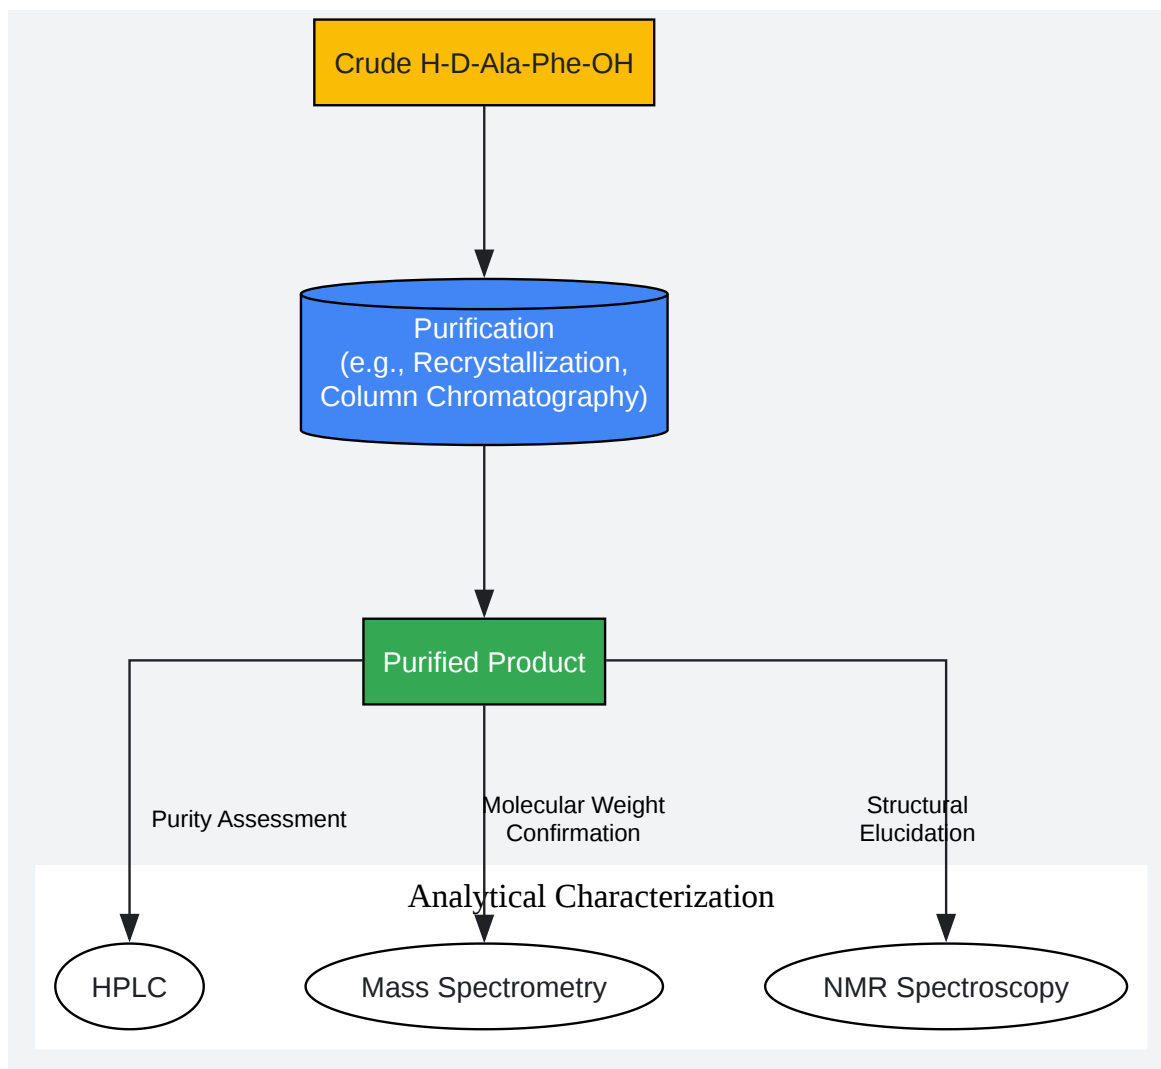 Crude H-D-Ala-Phe-OH
Purification
(e.g., Recrystallization,
Column Chromatography)
Purified Product
Purity Assessment
Molecular Weight
Confirmation
Structural
Elucidation
Analytical Characterization
HPLC
Mass Spectrometry
NMR Spectroscopy